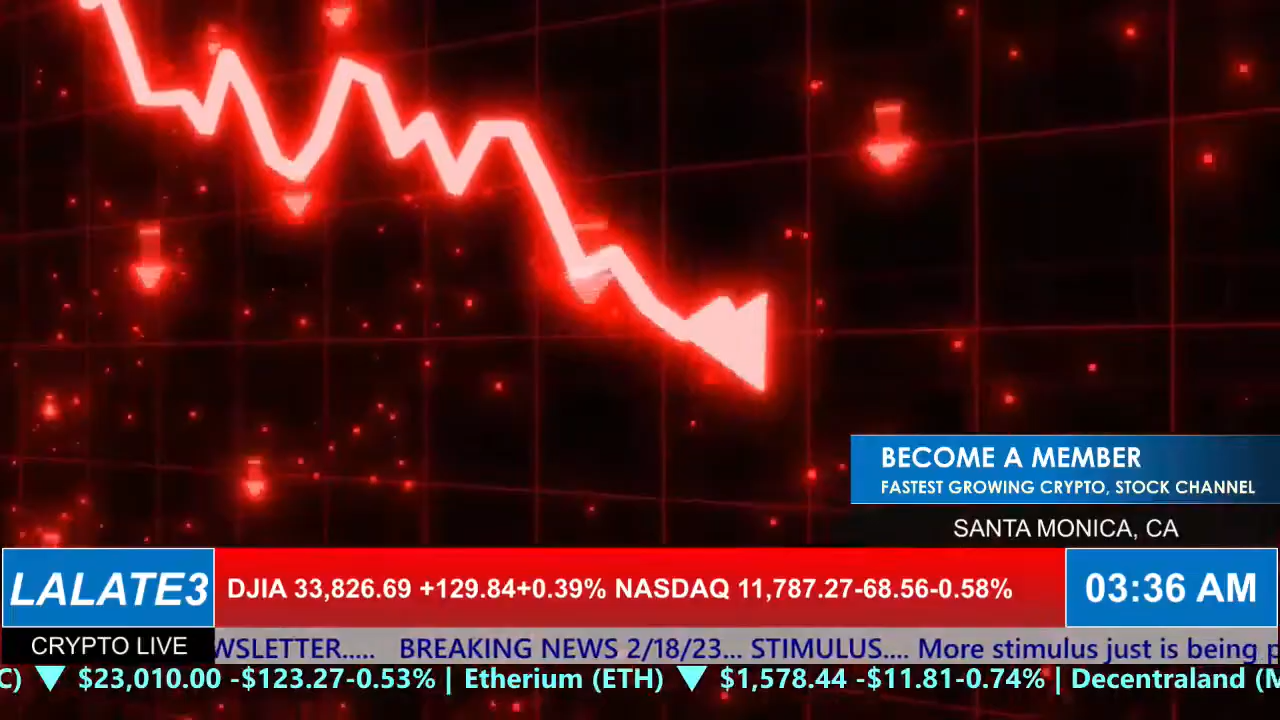 BECOME A MEMBER
FASTEST GROWING CRYPTO, STOCK CHANNEL
SANTA MONICA, CA
LALATE3
DJIA 33,826.69 +129.84+0.39% NASDAQ 11,787.27-68.56-0.58%
03:36 AM
CRYPTO LIVE
WSLETTER..... BREAKING NEWS 2/18/23... STIMULUS.... More stimulus just is being p
C) ▼ $23,010.00 -$123.27-0.53% | Etherium (ETH) ▼ $1,578.44 -$11.81-0.74% | Decentraland (M